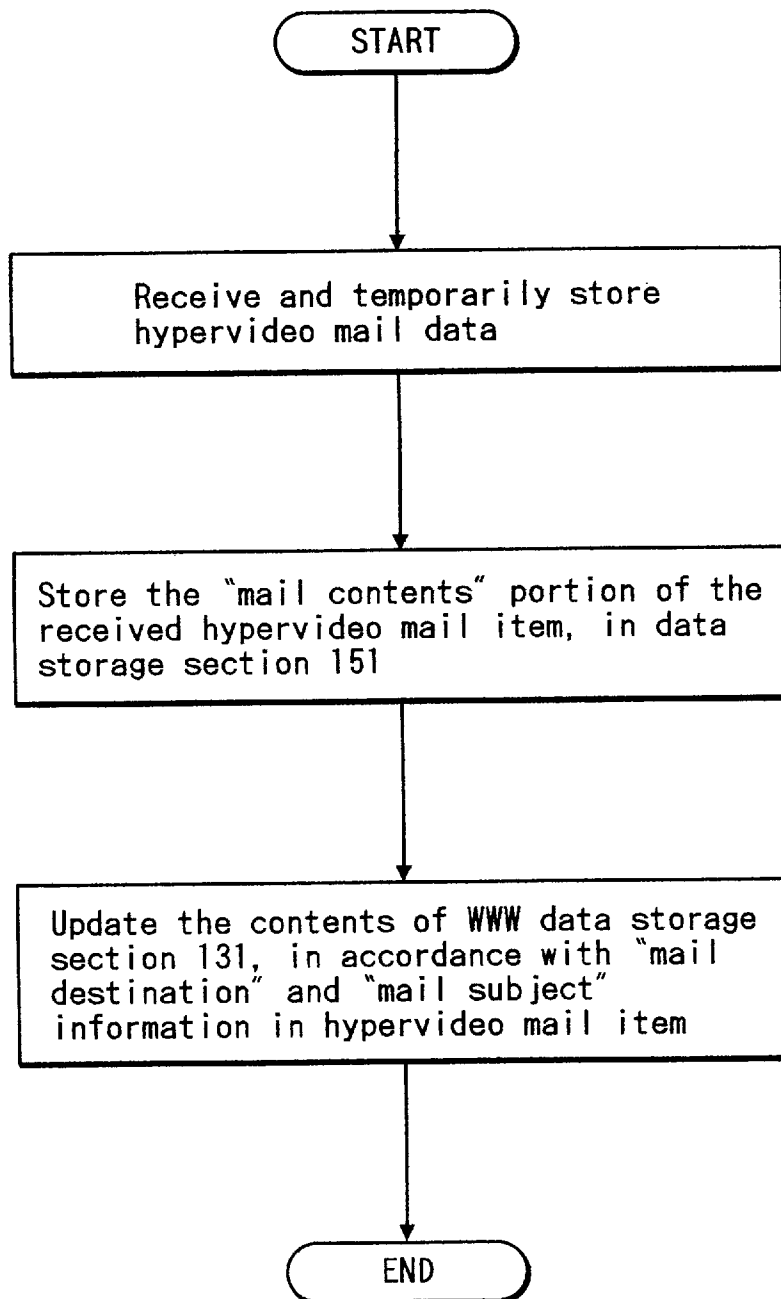 START
Receive and temporarily store
hypervideo mail data
Store the "mail contents" portion of the
received hypervideo mail item, in data
storage section 151
Update the contents of WWW data storage
section 131, in accordance with "mail
destination" and "mail subject"
information in hypervideo mail item
END